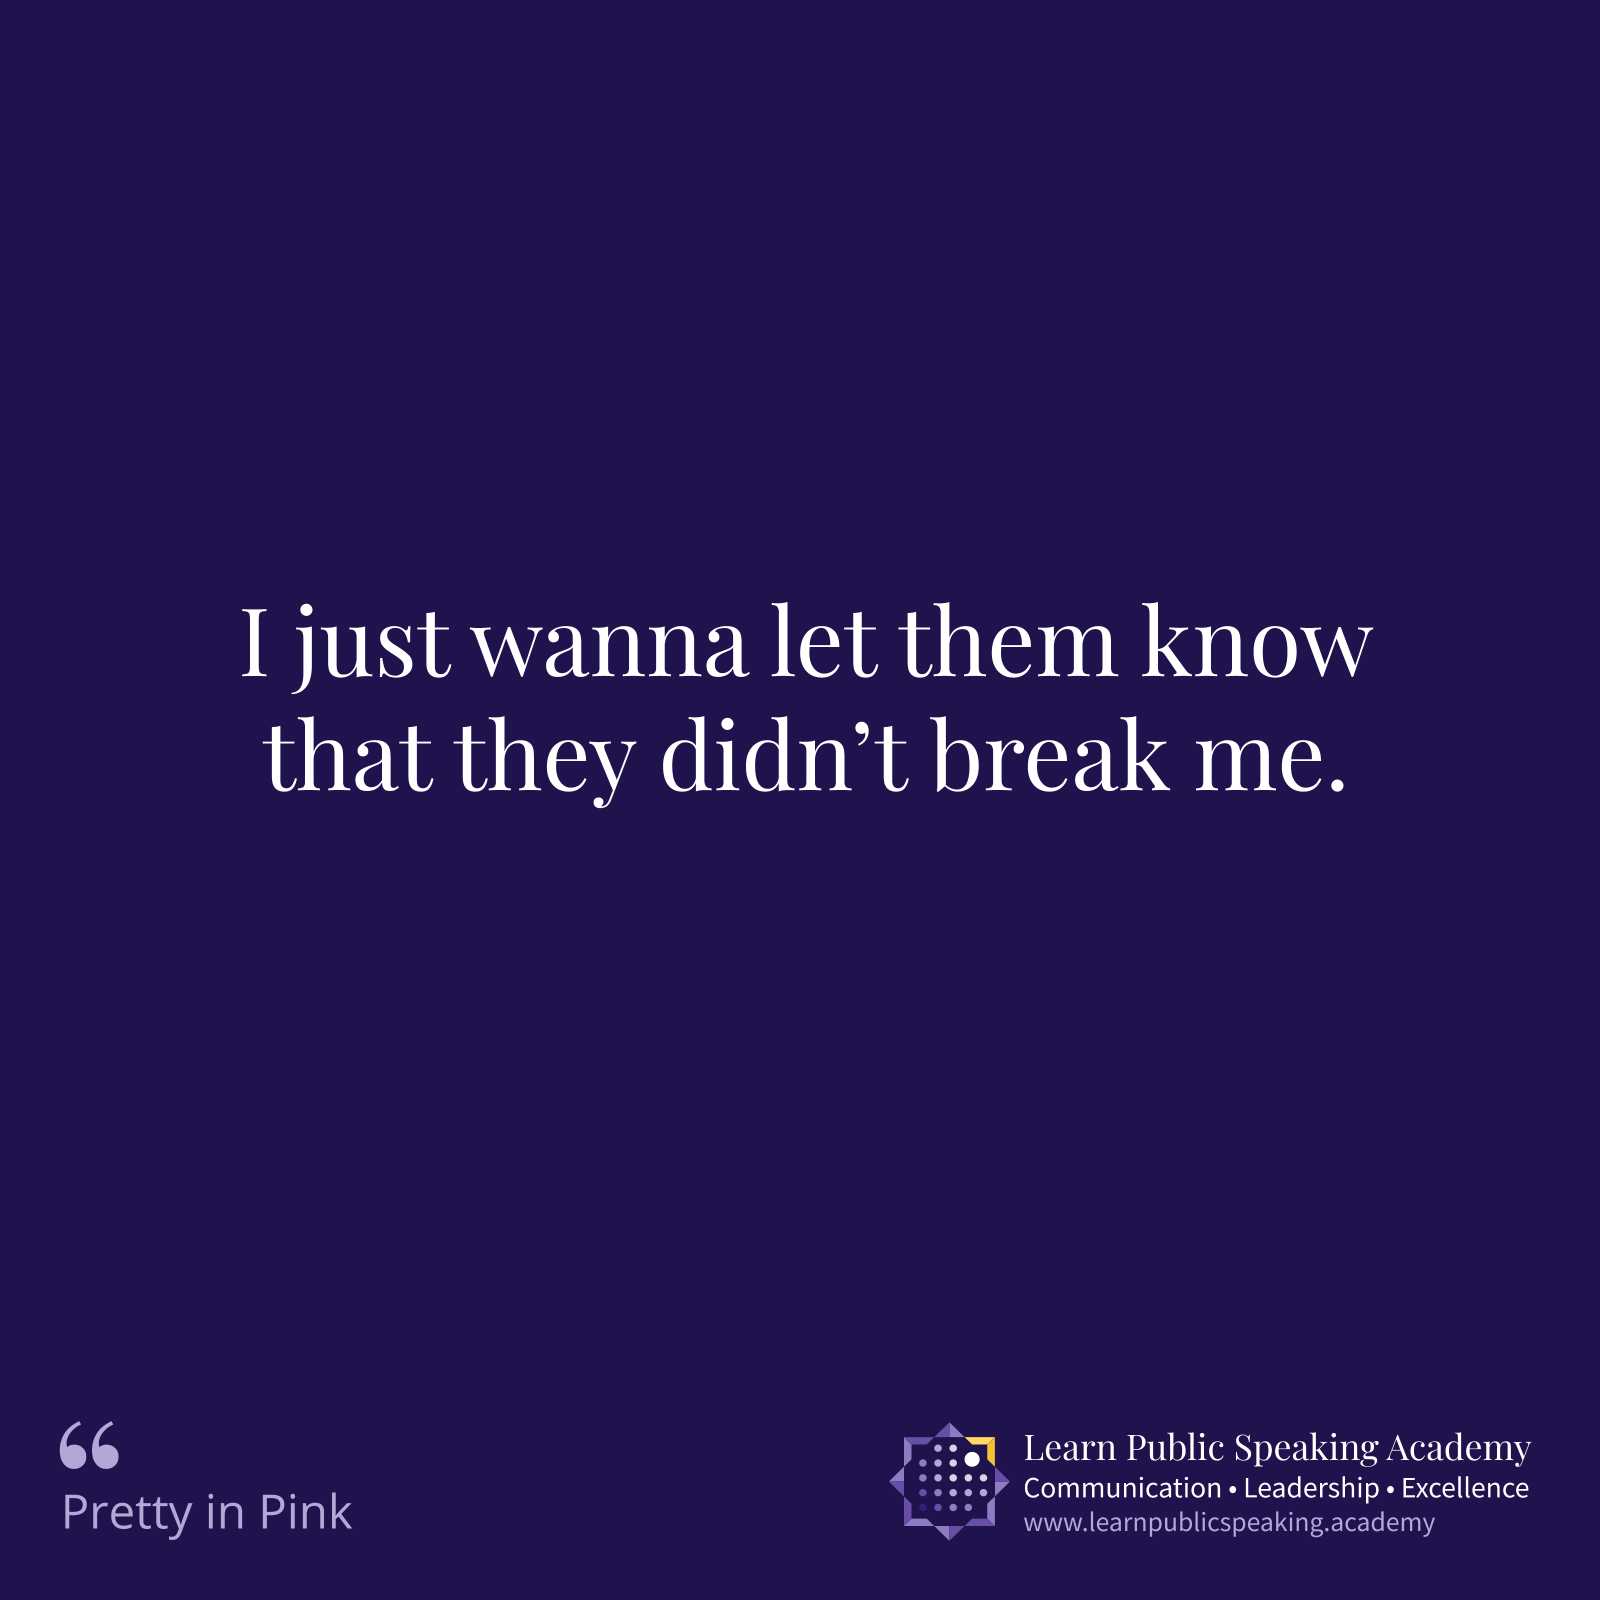 I just wanna let them know
that they didn’t break me.
“
Pretty in Pink
Learn Public Speaking Academy
Communication • Leadership • Excellence
www.learnpublicspeaking.academy